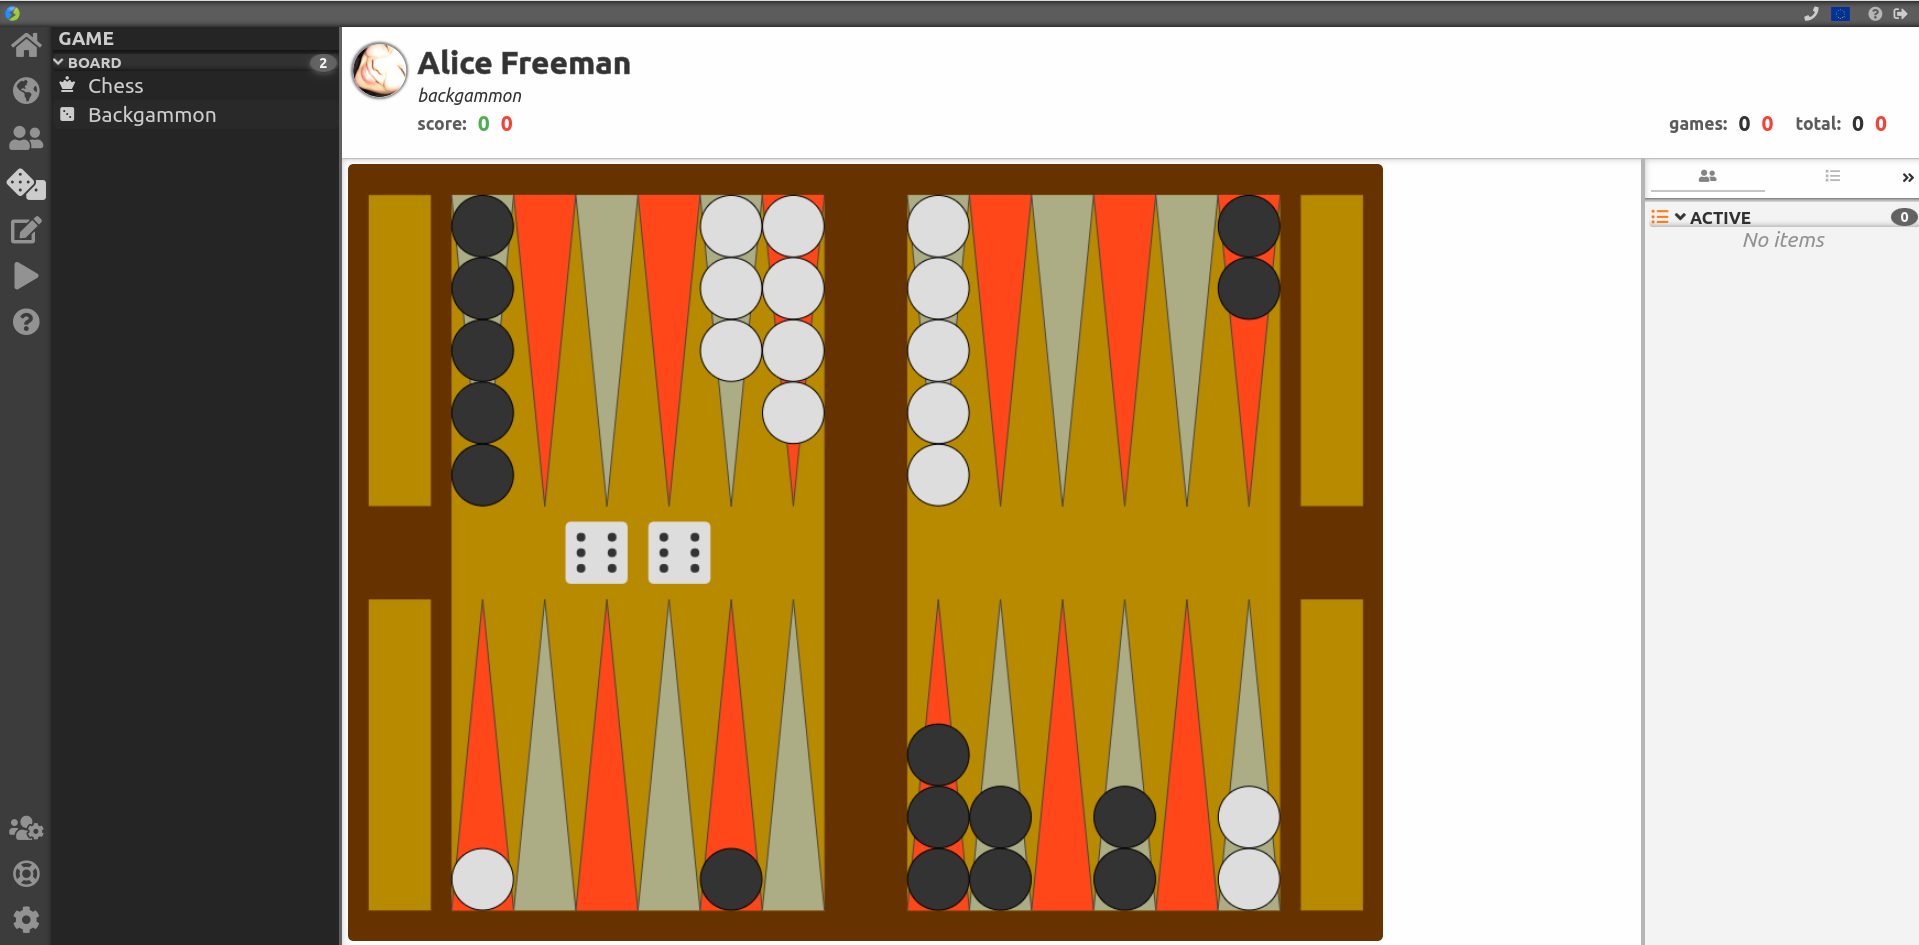 GAME
BOARD 2
Chess
Backgammon
Alice Freeman
backgammon
score: 0 0
games: 0 0 total: 0 0
ACTIVE 0
No items